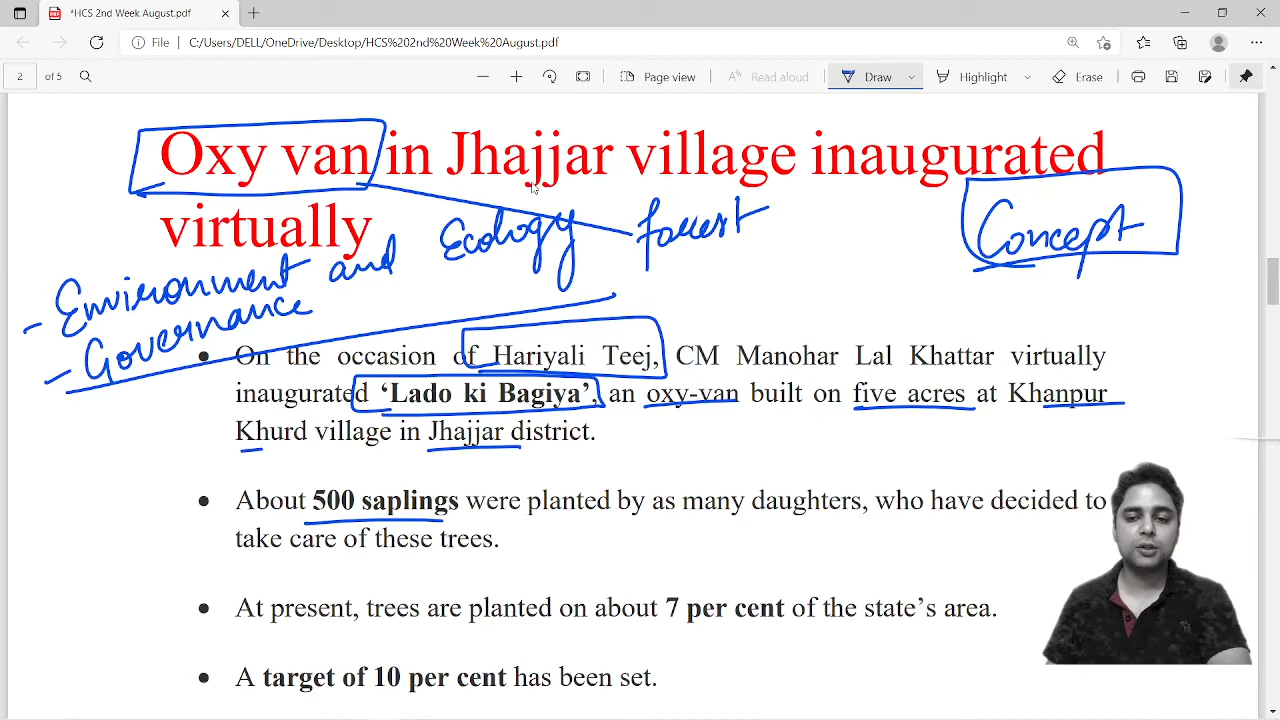 *HCS 2nd Week August.pdf
File C:/Users/DELL/OneDrive/Desktop/HCS%202nd%20Week%20August.pdf
2 of 5 Page view Read aloud Draw Highlight Erase
Oxy van in Jhajjar village inaugurated
virtually
Ecology forest Concept
- Environment and
- Governance
• On the occasion of Hariyali Teej, CM Manohar Lal Khattar virtually
inaugurated ‘Lado ki Bagiya’, an oxy-van built on five acres at Khanpur
Khurd village in Jhajjar district.
• About 500 saplings were planted by as many daughters, who have decided to
take care of these trees.
• At present, trees are planted on about 7 per cent of the state’s area.
• A target of 10 per cent has been set.